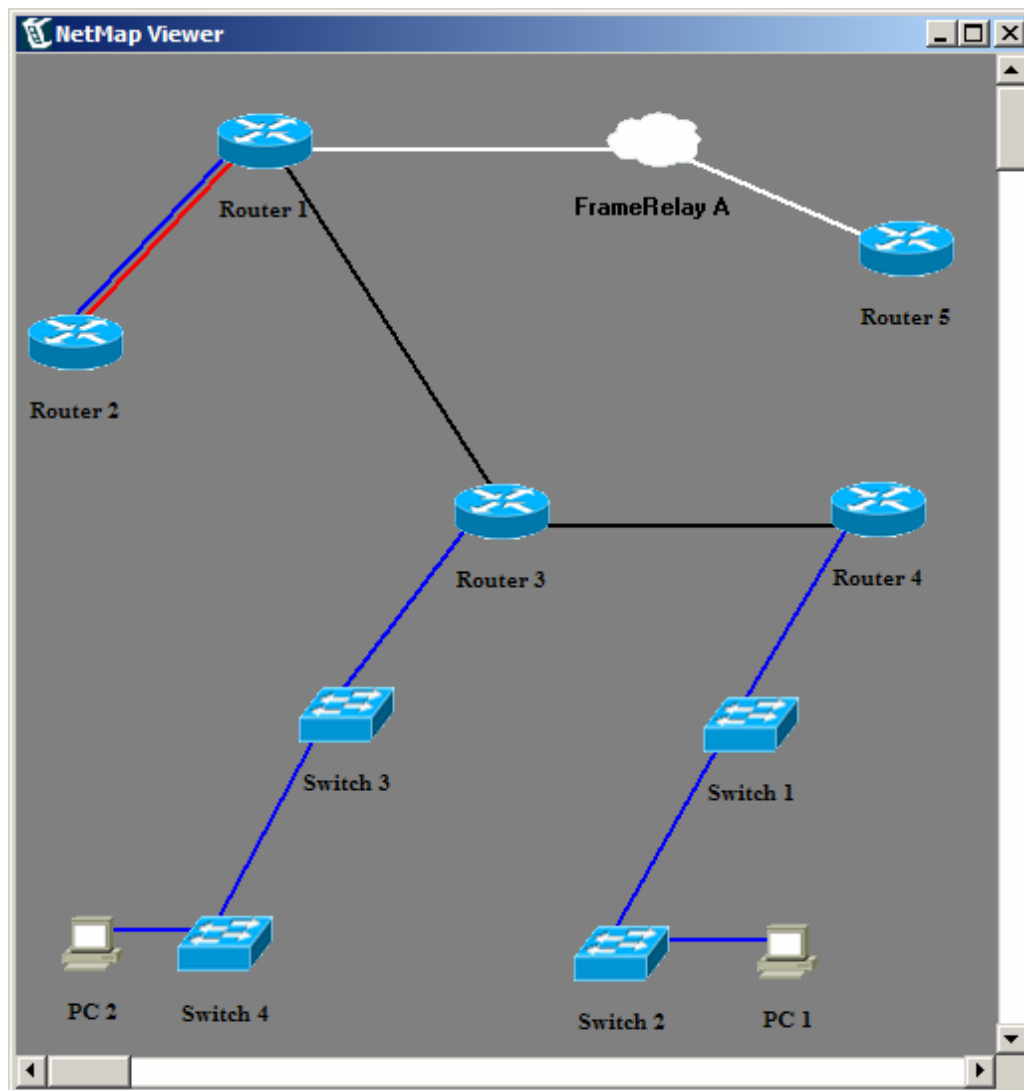 NetMap Viewer
Router 1
FrameRelay A
Router 5
Router 2
Router 3
Router 4
Switch 3
Switch 1
PC 2
Switch 4
Switch 2
PC 1